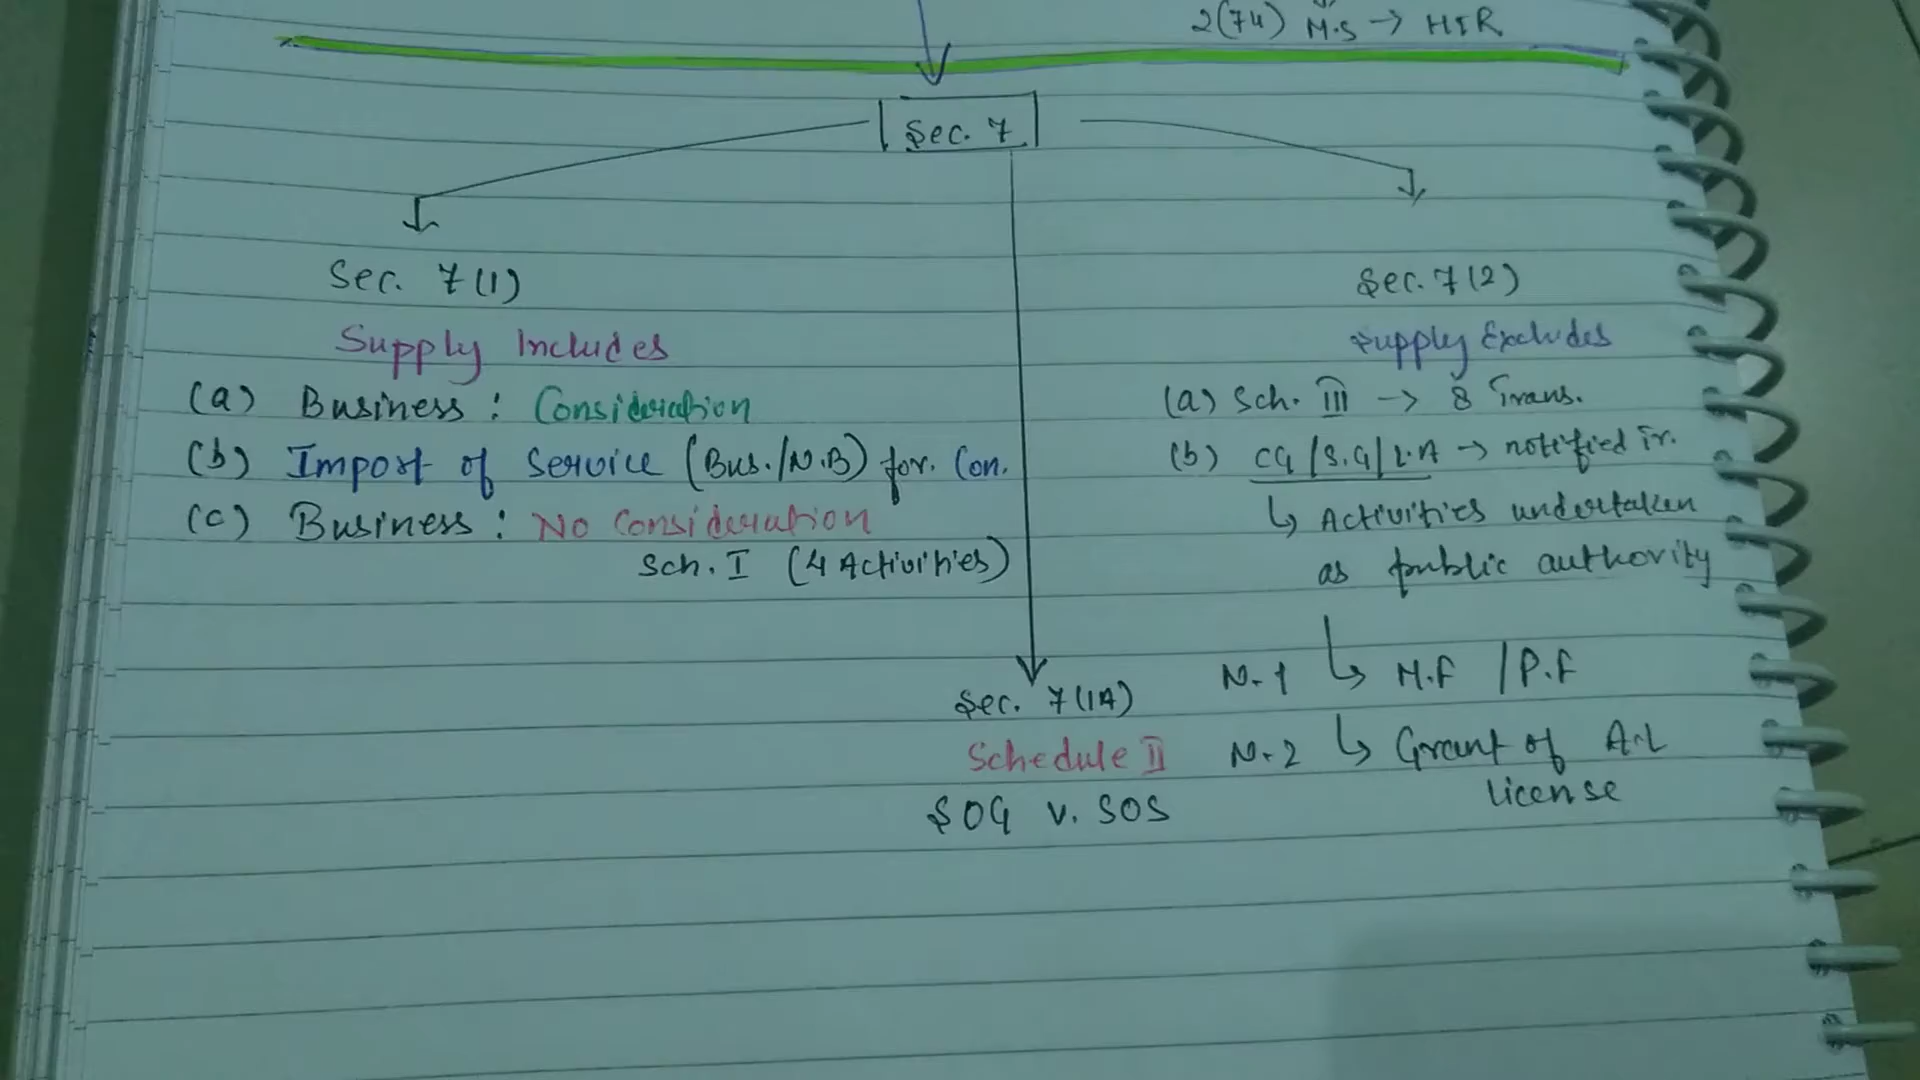 2(74) M.S → HIR
Sec. 7
Sec. 7(1)
Supply Includes
(a) Business : Consideration
(b) Import of Service (Bus./N.B) for. Con.
(c) Business : No Consideration
Sch. I (4 Activities)
Sec. 7(1A)
Schedule II
SOG v. SOS
Sec. 7(2)
Supply Excludes
(a) Sch. III → 8 Trans.
(b) CG/S.G/L.A → notified Tr.
↳ Activities undertaken
as public authority
N.1 ↳ M.F /P.F
N.2 ↳ Grant of A.L
license